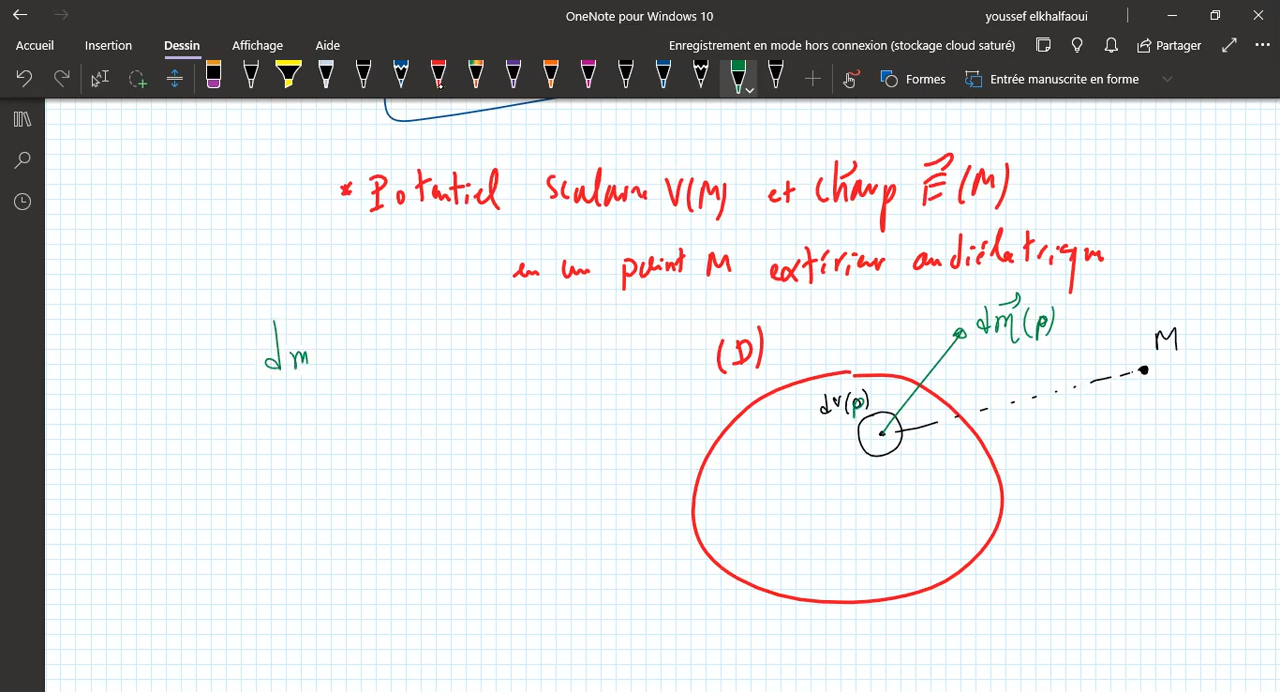 OneNote pour Windows 10
youssef elkhalfaoui
Accueil Insertion Dessin Affichage Aide
Enregistrement en mode hors connexion (stockage cloud saturé)
Partager
Formes
Entrée manuscrite en forme
* Potentiel scalaire V(M) et champ E(M)
en un point M extérieur au diélectrique
dm
(D)
dm(p)
M
dv(p)